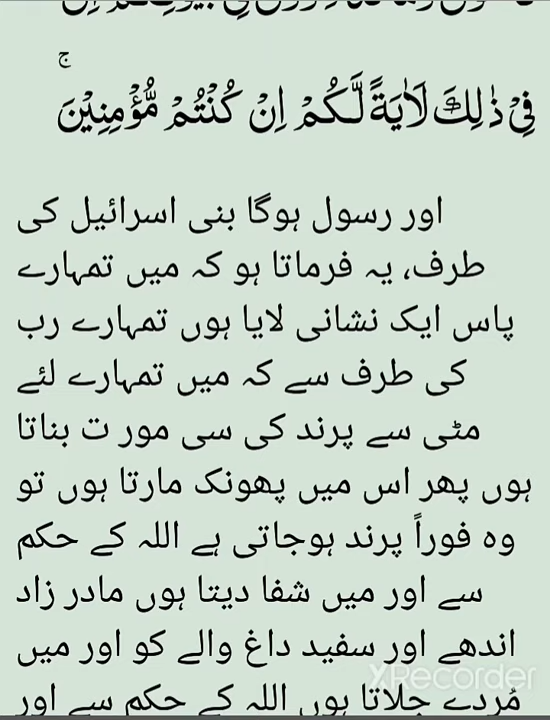 فِيْ ذٰلِكَ لَاٰيَةً لَّكُمْ اِنْ كُنْتُمْ مُّؤْمِنِيْنَ ۚ
اور رسول ہوگا بنی اسرائیل کی
طرف، یہ فرماتا ہو کہ میں تمہارے
پاس ایک نشانی لایا ہوں تمہارے رب
کی طرف سے کہ میں تمہارے لئے
مٹی سے پرند کی سی مور ت بناتا
ہوں پھر اس میں پھونک مارتا ہوں تو
وہ فوراً پرند ہوجاتی ہے اللہ کے حکم
سے اور میں شفا دیتا ہوں مادر زاد
اندھے اور سفید داغ والے کو اور میں
مُردے جلاتا ہوں اللہ کے حکم سے اور
XRecorder